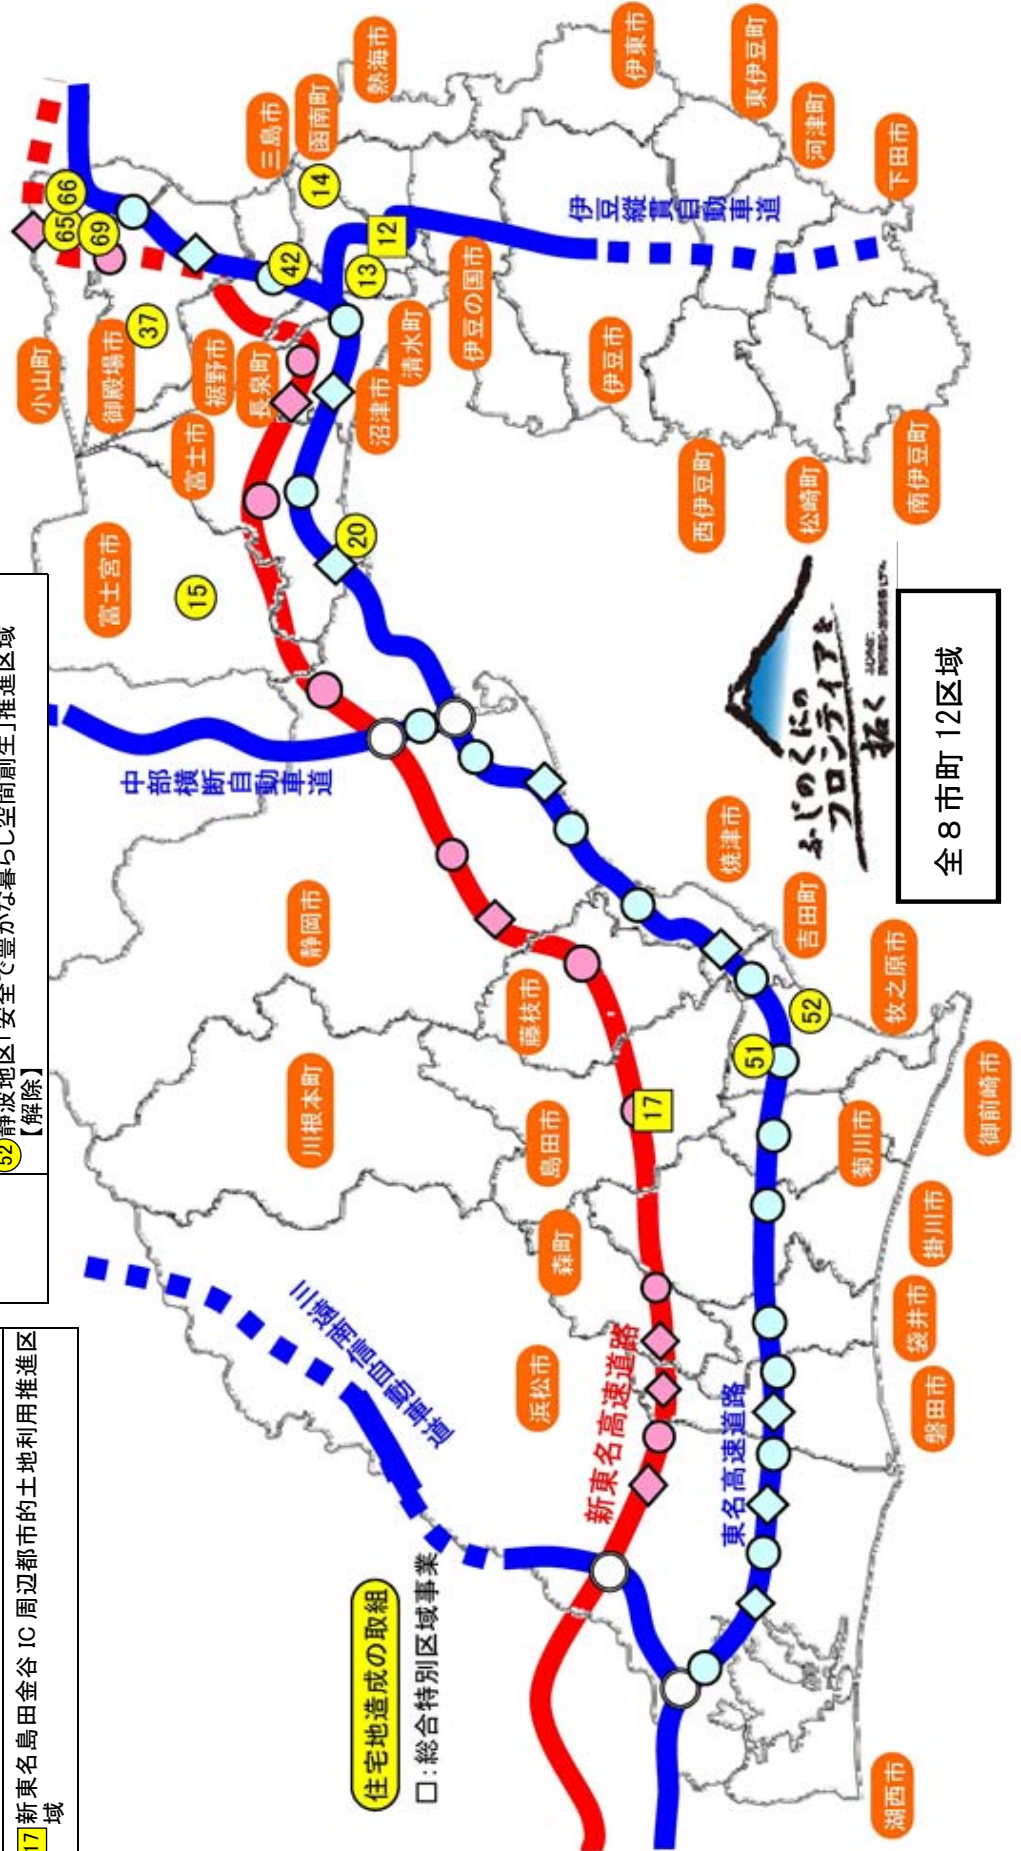 17 新東名島田金谷 IC 周辺都市的土地利用推進区
域
52 静波地区「安全で豊かな暮らし空間創生」推進区域
【解除】
住宅地造成の取組
□:総合特別区域事業
三遠南信自動車道
中部横断自動車道
伊豆縦貫自動車道
新東名高速道路
東名高速道路
湖西市
浜松市
磐田市
袋井市
掛川市
森町
菊川市
御前崎市
島田市
川根本町
牧之原市
吉田町
藤枝市
焼津市
静岡市
富士宮市
富士市
小山町
御殿場市
裾野市
長泉町
沼津市
清水町
三島市
函南町
熱海市
伊豆の国市
伊豆市
伊東市
東伊豆町
河津町
下田市
西伊豆町
松崎町
南伊豆町
17
51
52
15
20
37
42
65
66
69
13
12
14
ふじのくにの
フロンティアを
拓く
全8市町 12区域